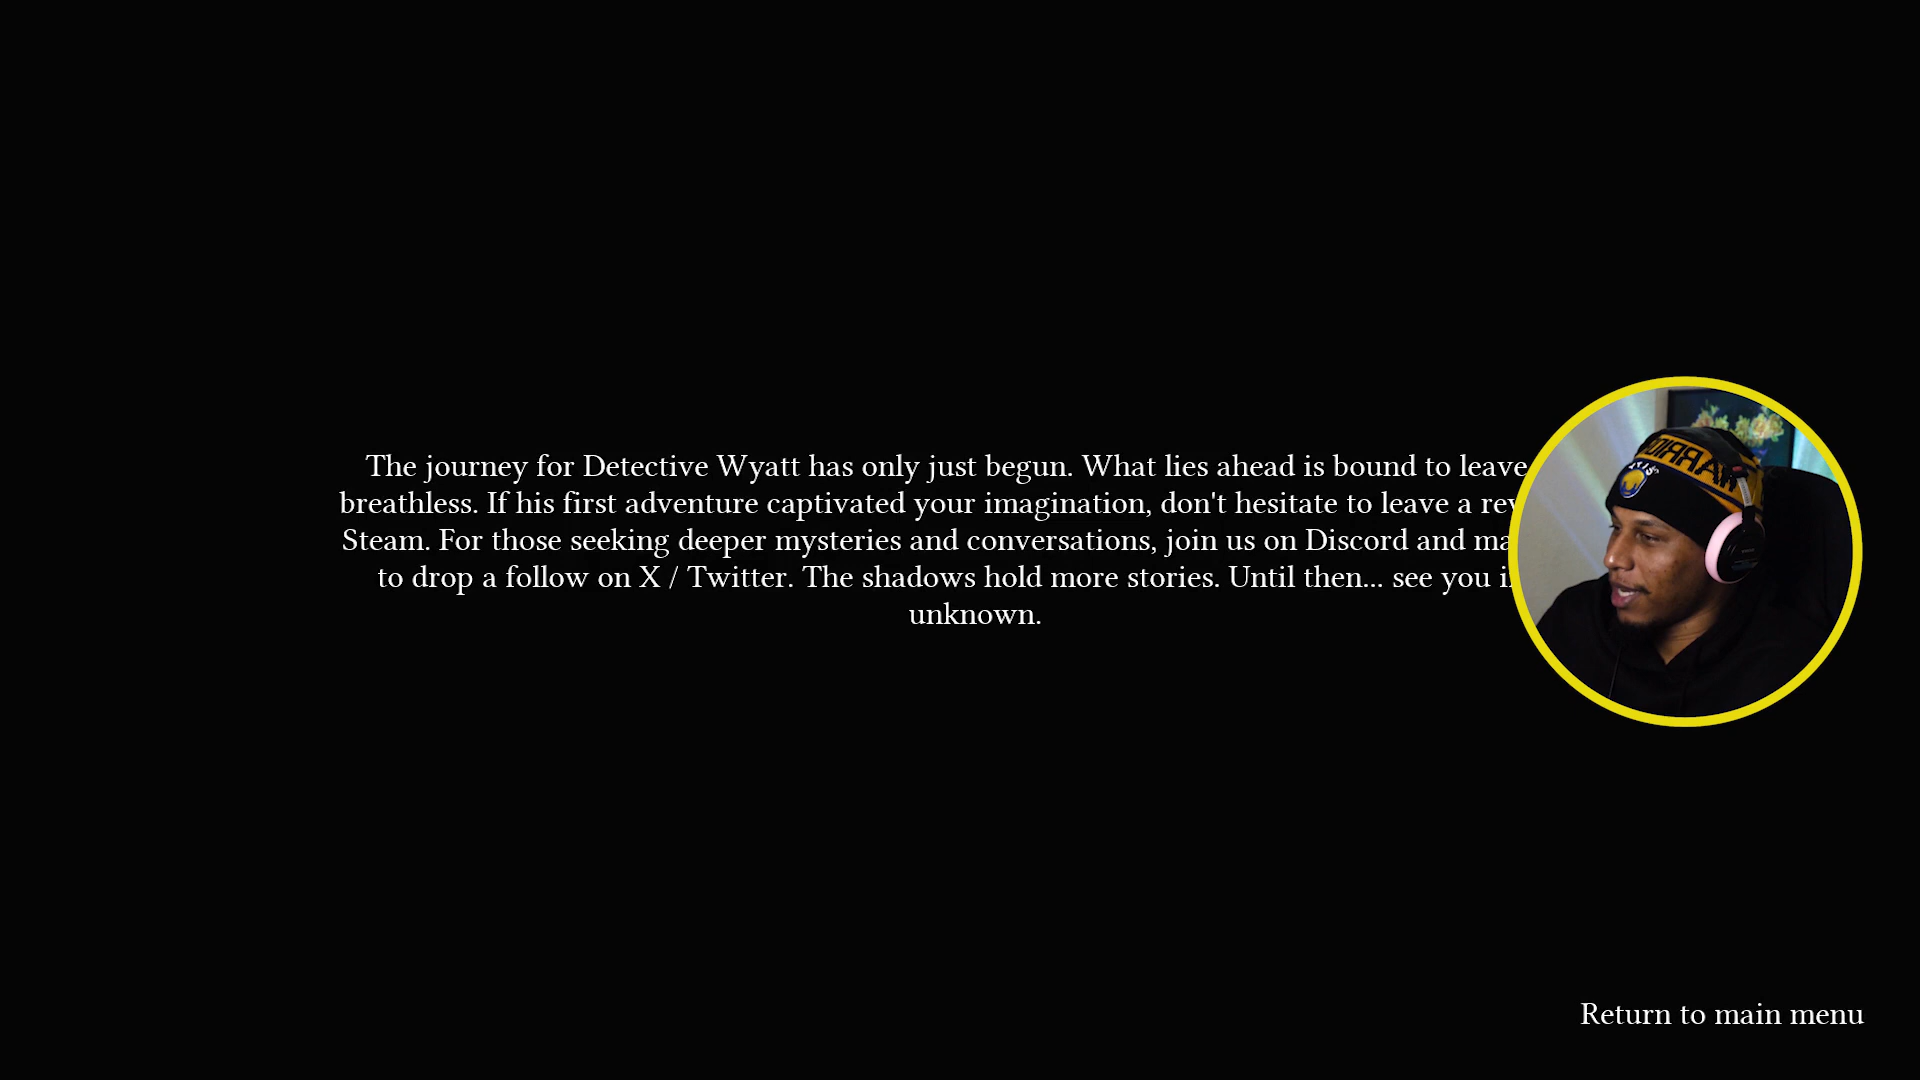 The journey for Detective Wyatt has only just begun. What lies ahead is bound to leave
breathless. If his first adventure captivated your imagination, don't hesitate to leave a
Steam. For those seeking deeper mysteries and conversations, join us on Discord and
to drop a follow on X / Twitter. The shadows hold more stories. Until then... see you
unknown.
Return to main menu